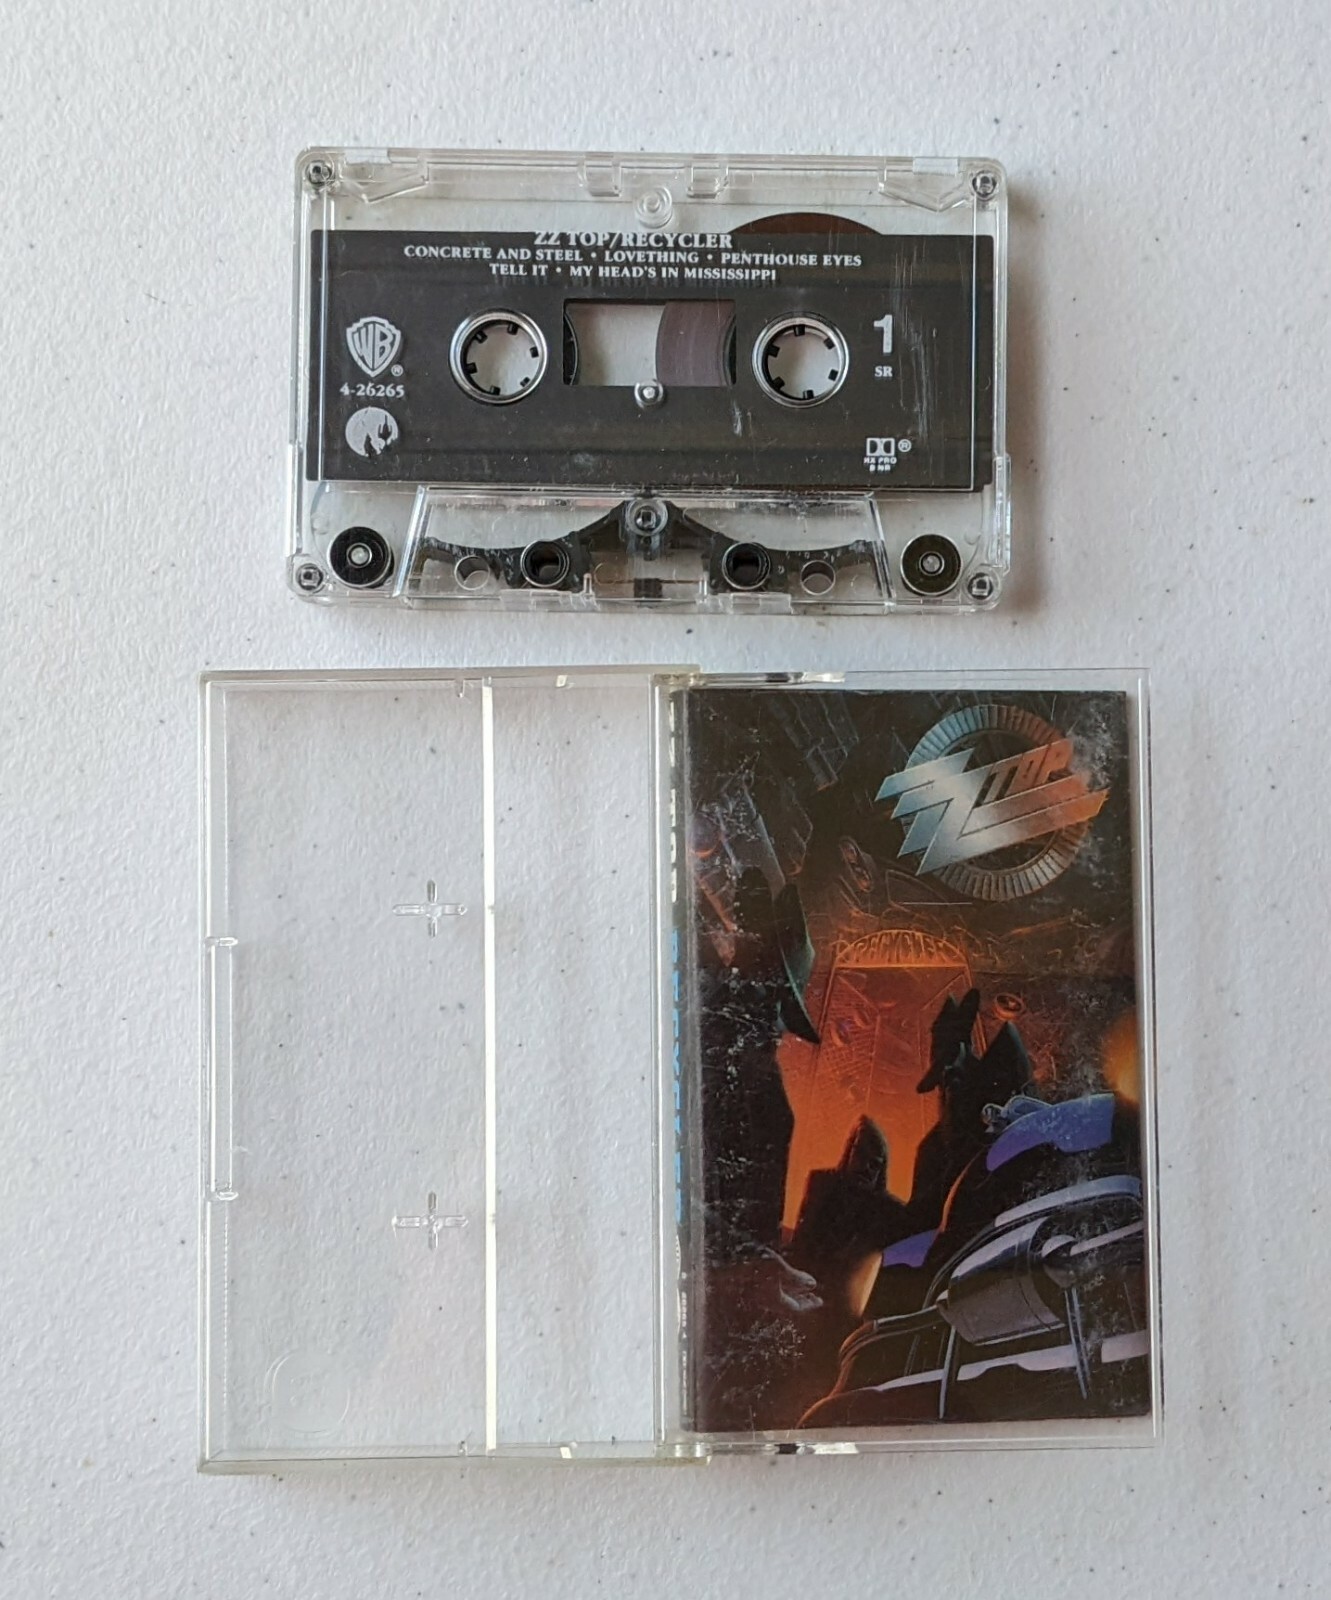 ZZ TOP/RECYCLER
CONCRETE AND STEEL • LOVETHING • PENTHOUSE EYES
TELL IT • MY HEAD'S IN MISSISSIPPI
WB®
4-26265
1
SR
®
HX PRO
B NR
ZZ TOP
RECYCLER